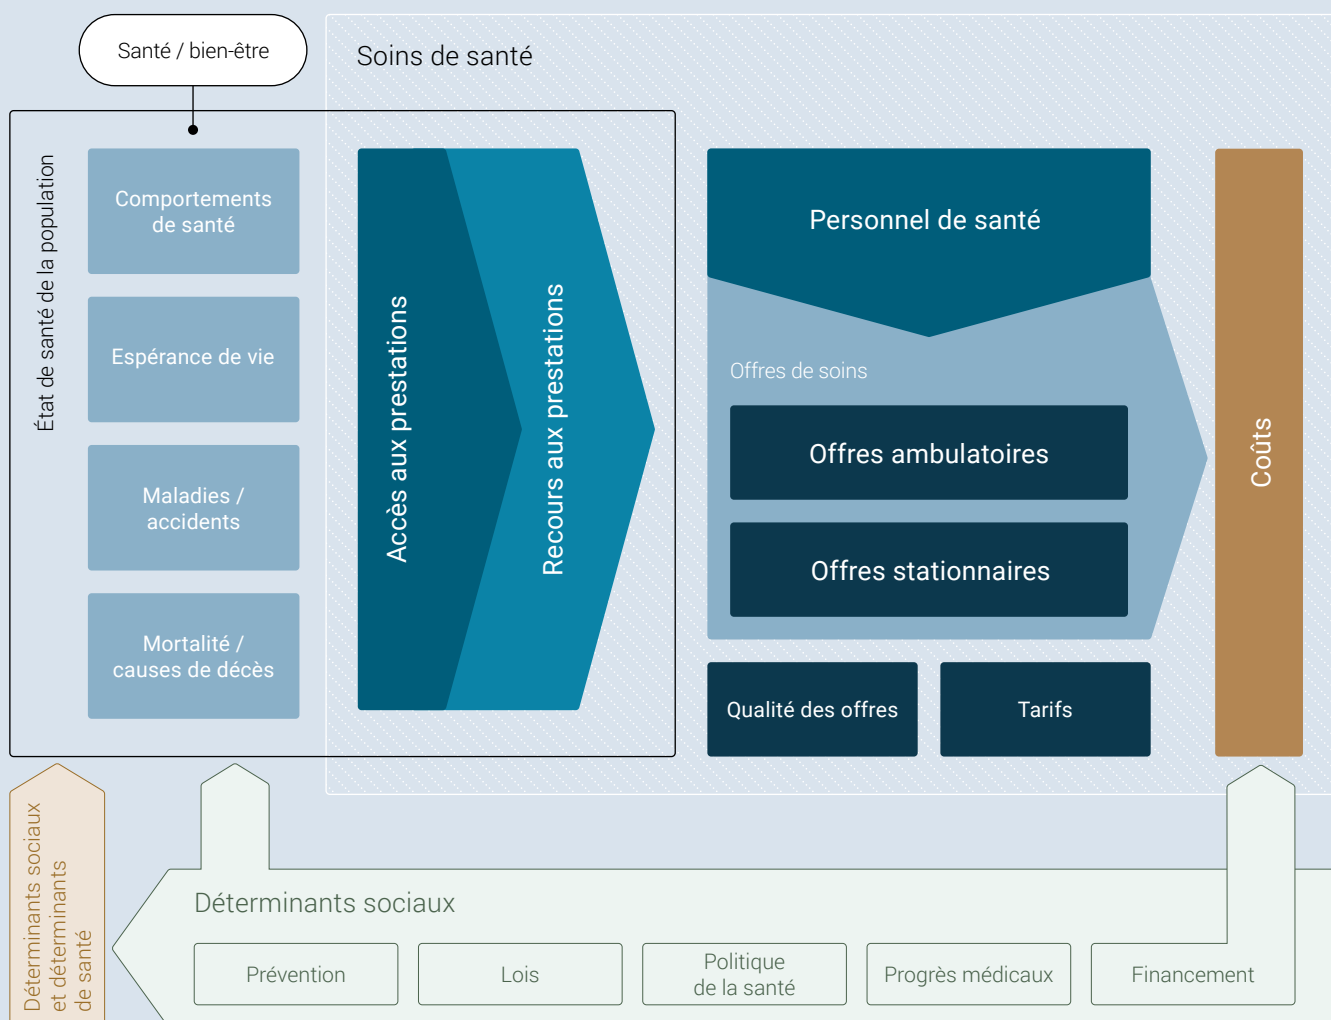 Santé / bien-être
Soins de santé
État de santé de la population
Comportements
de santé
Espérance de vie
Maladies /
accidents
Mortalité /
causes de décès
Accès aux prestations
Recours aux prestations
Personnel de santé
Offres de soins
Offres ambulatoires
Offres stationnaires
Qualité des offres
Tarifs
Coûts
Déterminants sociaux
et déterminants
de santé
Déterminants sociaux
Prévention
Lois
Politique
de la santé
Progrès médicaux
Financement